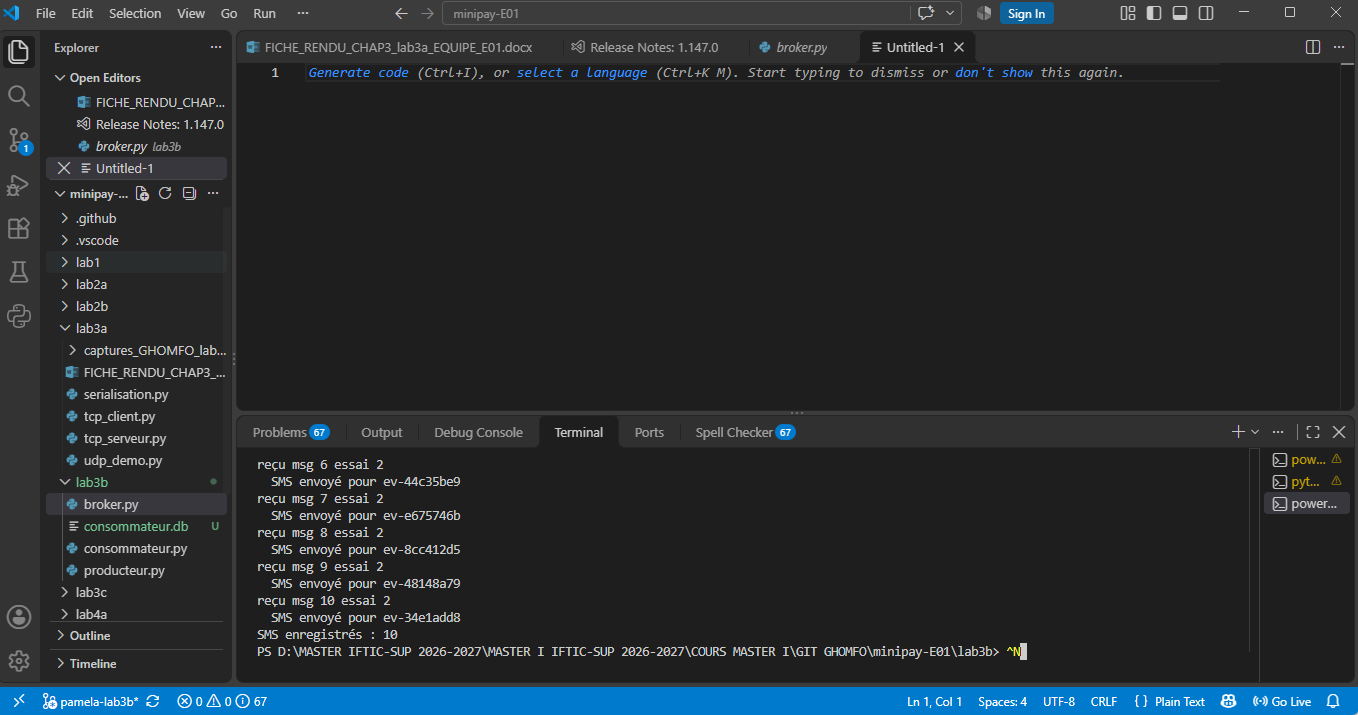 File Edit Selection View Go Run ··· minipay-E01 Sign In
Explorer ···
Open Editors
FICHE_RENDU_CHAP...
Release Notes: 1.147.0
broker.py lab3b
Untitled-1
minipay-... ···
.github
.vscode
lab1
lab2a
lab2b
lab3a
captures_GHOMFO_lab...
FICHE_RENDU_CHAP3_...
serialisation.py
tcp_client.py
tcp_serveur.py
udp_demo.py
lab3b
broker.py
consommateur.db U
consommateur.py
producteur.py
lab3c
lab4a
Outline
Timeline
1
FICHE_RENDU_CHAP3_lab3a_EQUIPE_E01.docx Release Notes: 1.147.0 broker.py Untitled-1 ···
1 Generate code (Ctrl+I), or select a language (Ctrl+K M). Start typing to dismiss or don't show this again.
Problems 67 Output Debug Console Terminal Ports Spell Checker 67 ···
reçu msg 6 essai 2
SMS envoyé pour ev-44c35be9
reçu msg 7 essai 2
SMS envoyé pour ev-e675746b
reçu msg 8 essai 2
SMS envoyé pour ev-8cc412d5
reçu msg 9 essai 2
SMS envoyé pour ev-48148a79
reçu msg 10 essai 2
SMS envoyé pour ev-34e1add8
SMS enregistrés : 10
PS D:\MASTER IFTIC-SUP 2026-2027\MASTER I IFTIC-SUP 2026-2027\COURS MASTER I\GIT GHOMFO\minipay-E01\lab3b> ^N
pow...
pyt...
power...
pamela-lab3b* 0 0 67 Ln 1, Col 1 Spaces: 4 UTF-8 CRLF { } Plain Text Go Live